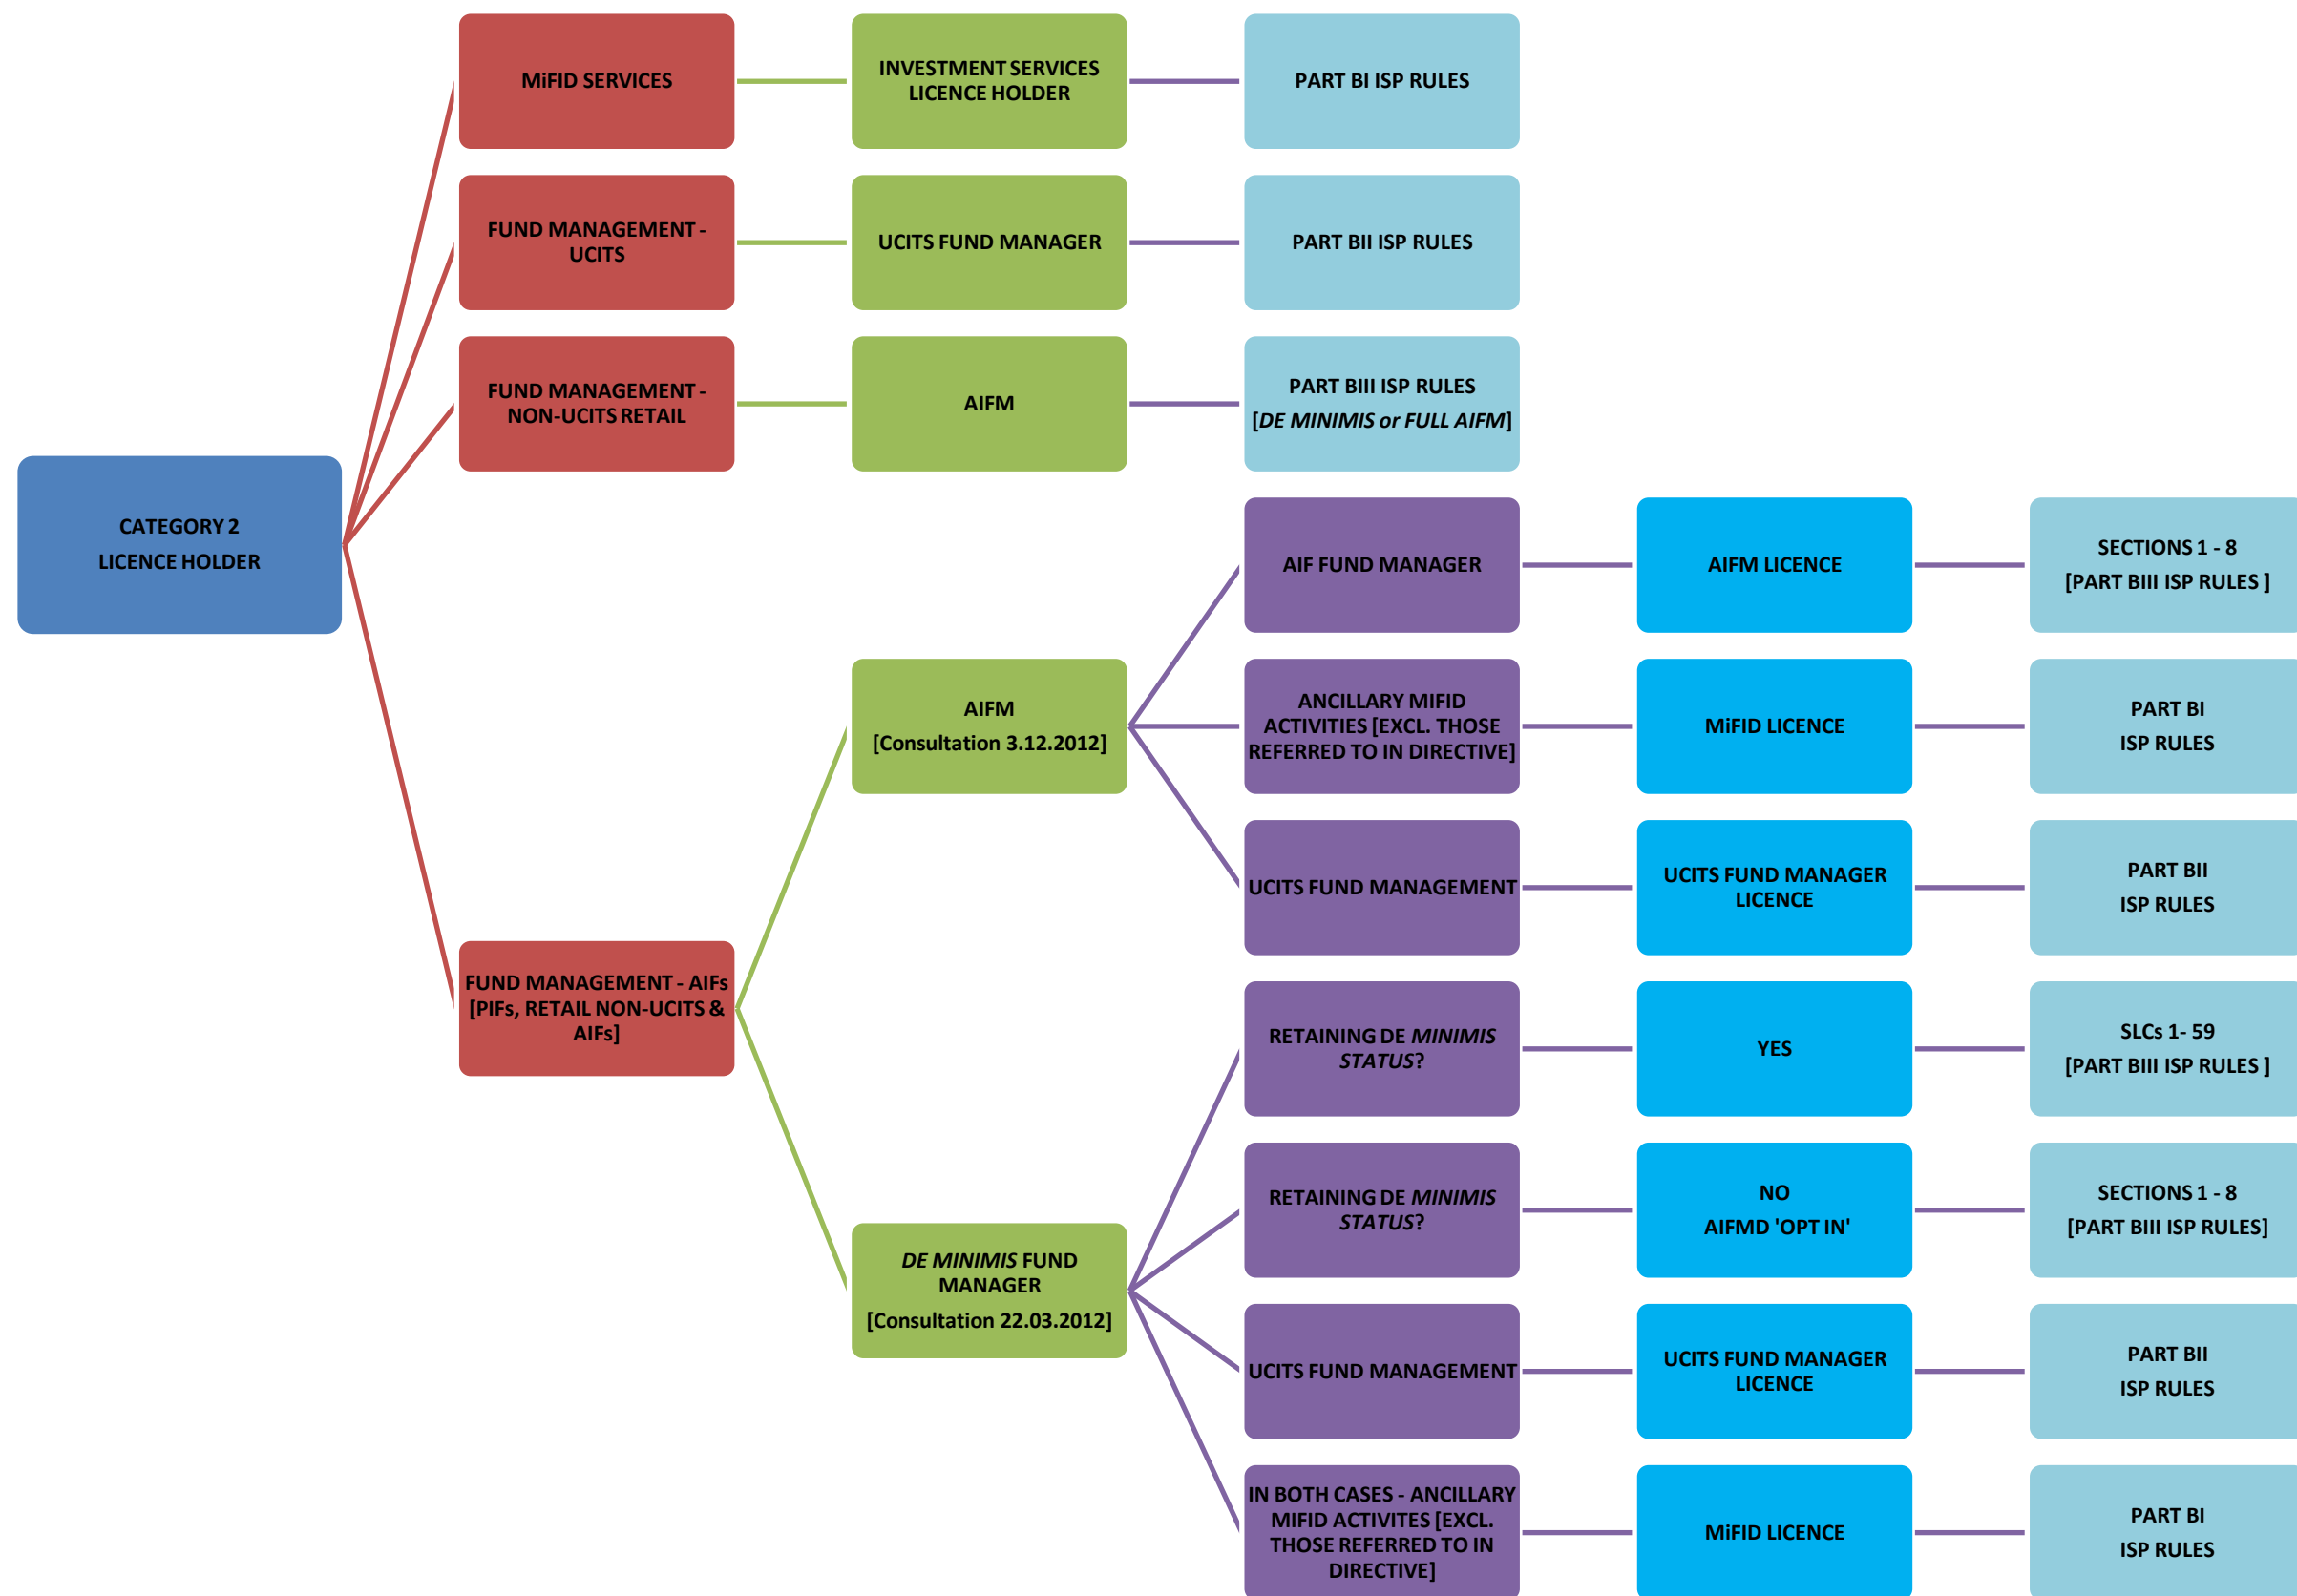 MiFID SERVICES
INVESTMENT SERVICES
LICENCE HOLDER
PART BI ISP RULES
FUND MANAGEMENT -
UCITS
UCITS FUND MANAGER
PART BII ISP RULES
FUND MANAGEMENT -
NON-UCITS RETAIL
AIFM
PART BIII ISP RULES
[DE MINIMIS or FULL AIFM]
CATEGORY 2
LICENCE HOLDER
AIF FUND MANAGER
AIFM LICENCE
SECTIONS 1 - 8
[PART BIII ISP RULES ]
AIFM
[Consultation 3.12.2012]
ANCILLARY MIFID
ACTIVITIES [EXCL. THOSE
REFERRED TO IN DIRECTIVE]
MiFID LICENCE
PART BI
ISP RULES
UCITS FUND MANAGEMENT
UCITS FUND MANAGER
LICENCE
PART BII
ISP RULES
FUND MANAGEMENT - AIFs
[PIFs, RETAIL NON-UCITS &
AIFs]
RETAINING DE MINIMIS
STATUS?
YES
SLCs 1- 59
[PART BIII ISP RULES ]
RETAINING DE MINIMIS
STATUS?
NO
AIFMD 'OPT IN'
SECTIONS 1 - 8
[PART BIII ISP RULES]
DE MINIMIS FUND
MANAGER
[Consultation 22.03.2012]
UCITS FUND MANAGEMENT
UCITS FUND MANAGER
LICENCE
PART BII
ISP RULES
IN BOTH CASES - ANCILLARY
MIFID ACTIVITES [EXCL.
THOSE REFERRED TO IN
DIRECTIVE]
MiFID LICENCE
PART BI
ISP RULES